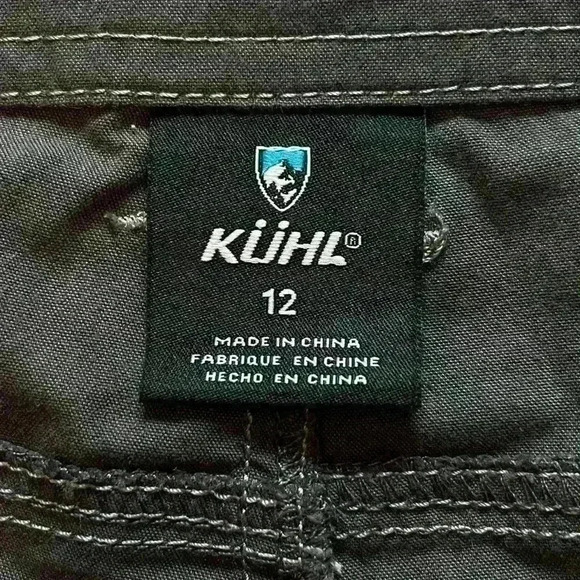 KÜHL®
12
MADE IN CHINA
FABRIQUE EN CHINE
HECHO EN CHINA